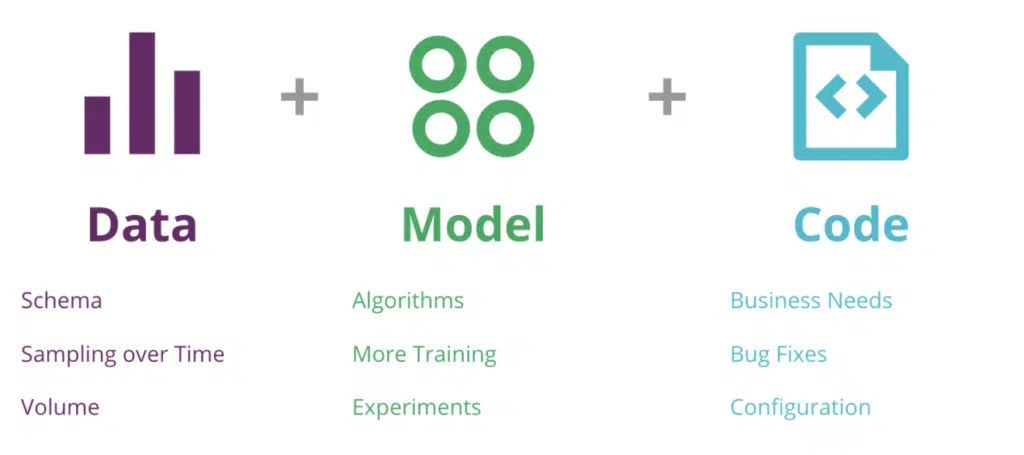 + +
Data
Model
Code
Schema
Sampling over Time
Volume
Algorithms
More Training
Experiments
Business Needs
Bug Fixes
Configuration